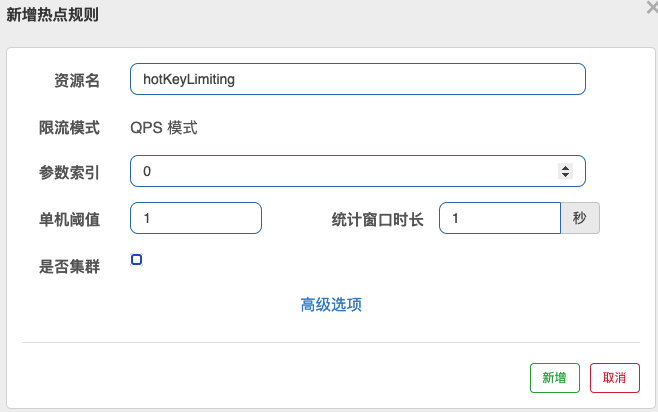 新增热点规则
资源名 hotKeyLimiting
限流模式 QPS 模式
参数索引 0
单机阈值 1 统计窗口时长 1 秒
是否集群
高级选项
新增 取消